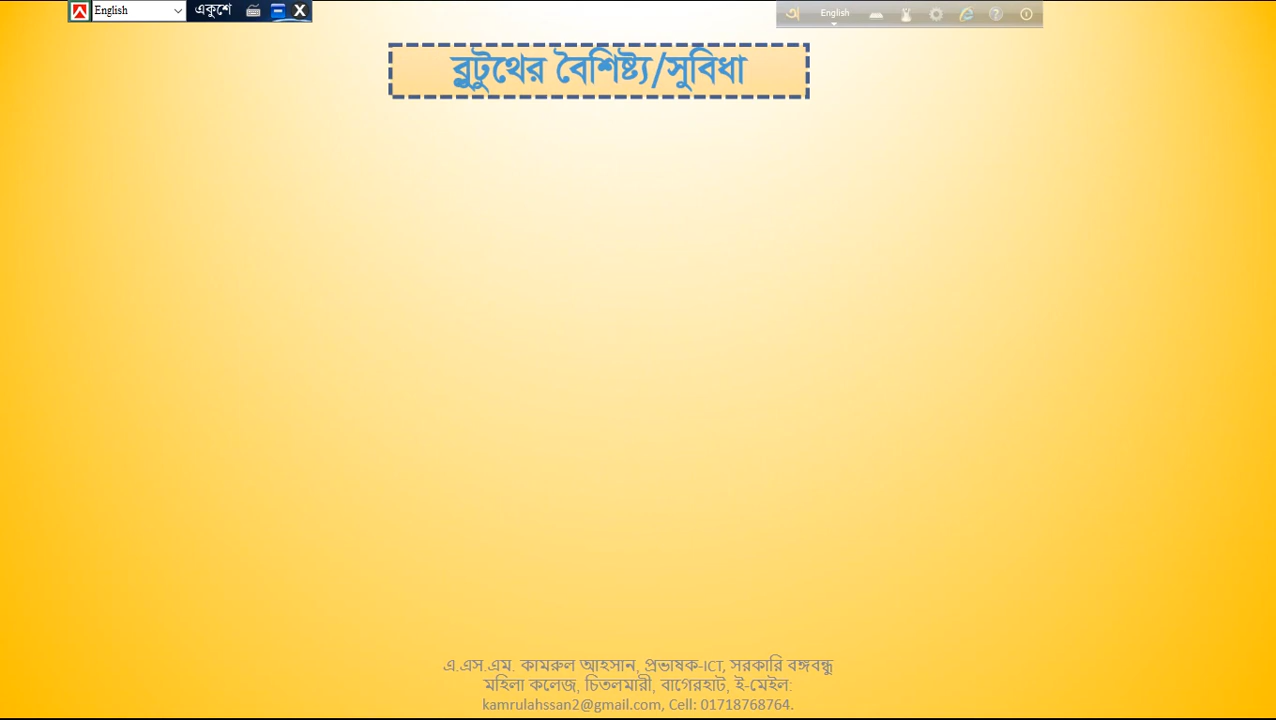 English
একুশে
English
ব্লুটুথের বৈশিষ্ট্য/সুবিধা
এ.এস.এম. কামরুল আহসান, প্রভাষক-ICT, সরকারি বঙ্গবন্ধু
মহিলা কলেজ, চিতলমারী, বাগেরহাট, ই-মেইল:
kamrulahssan2@gmail.com, Cell: 01718768764.